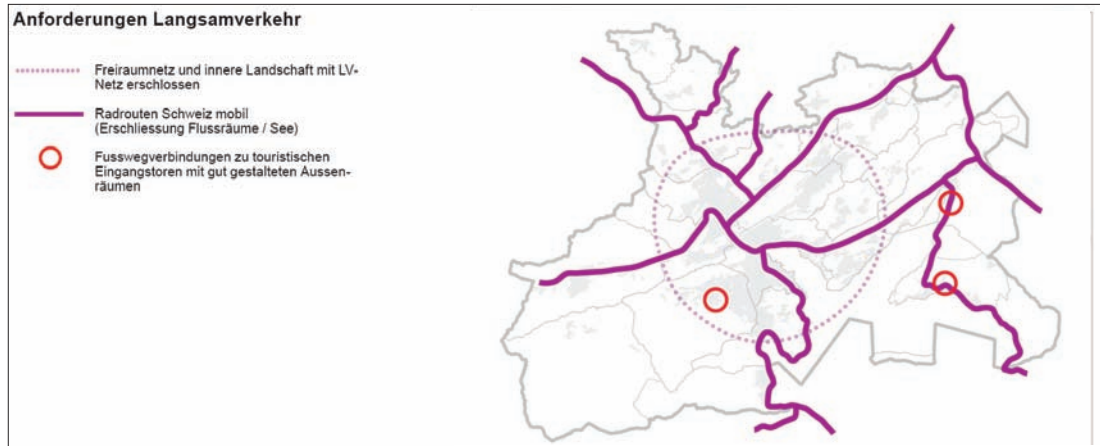 Anforderungen Langsamverkehr
Freiraumnetz und innere Landschaft mit LV-
Netz erschlossen
Radrouten Schweiz mobil
(Erschliessung Flussräume / See)
Fusswegverbindungen zu touristischen
Eingangstoren mit gut gestalteten Aussen-
räumen